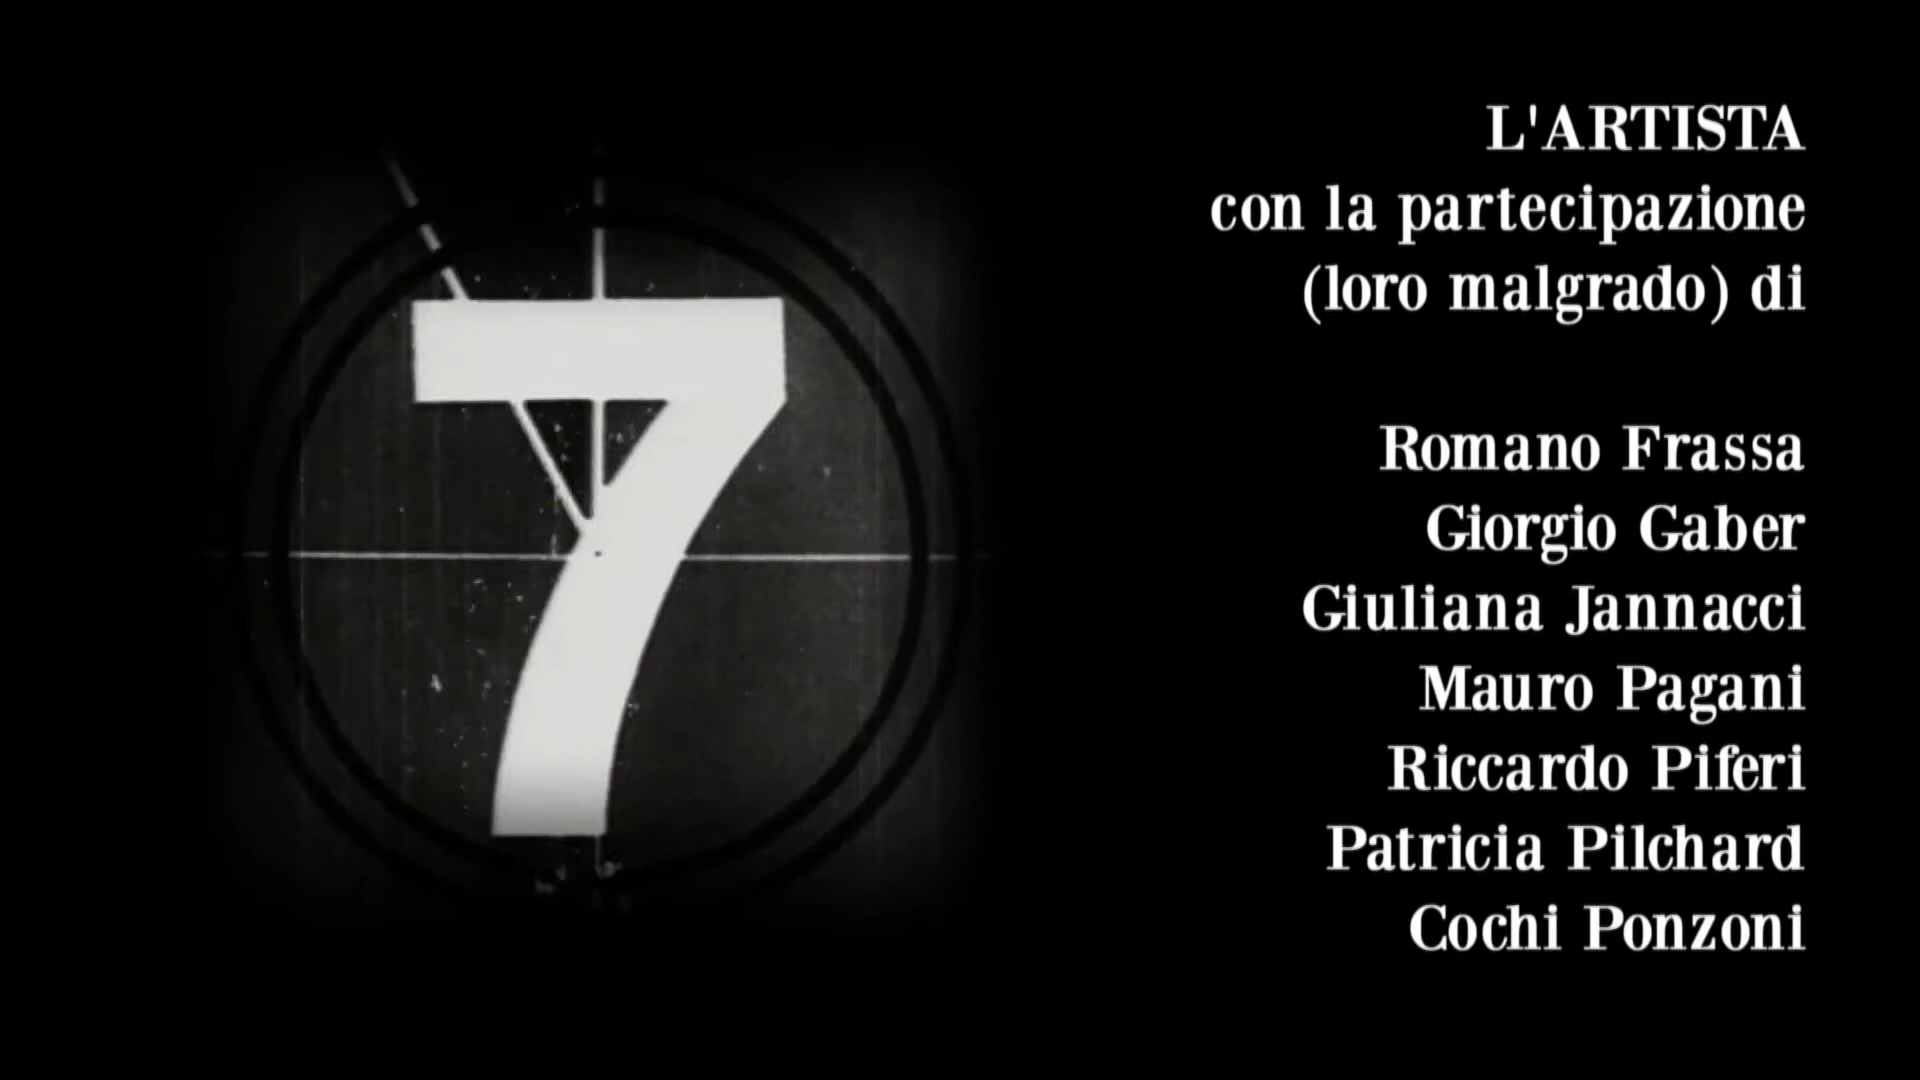 7
L'ARTISTA
con la partecipazione
(loro malgrado) di
Romano Frassa
Giorgio Gaber
Giuliana Jannacci
Mauro Pagani
Riccardo Piferi
Patricia Pilchard
Cochi Ponzoni